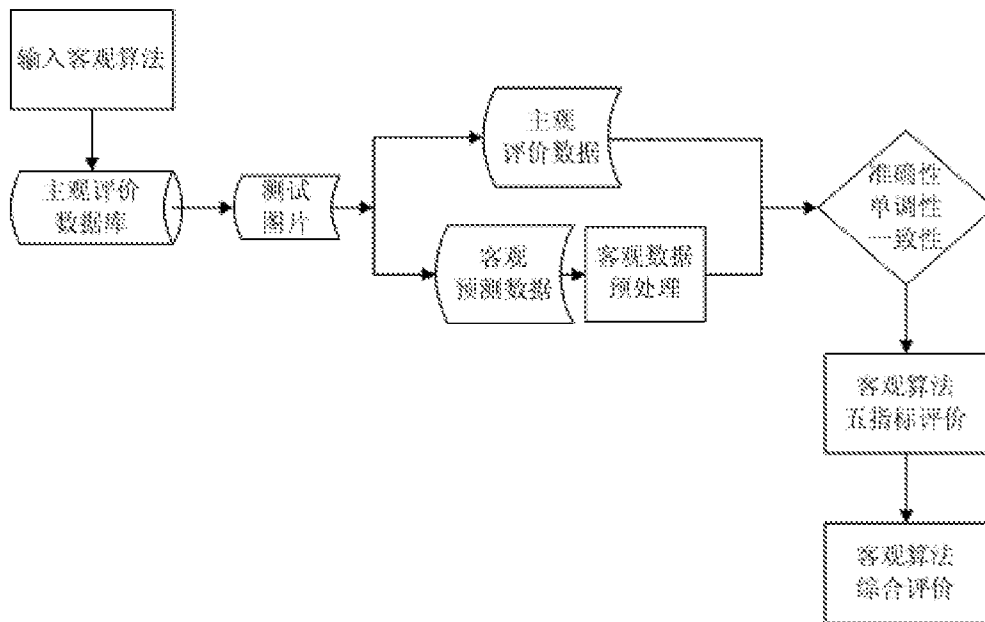 输入客观算法
主观评价
数据库
测试
图片
主观
评价数据
客观
预测数据
客观数据
预处理
准确性
单调性
一致性
客观算法
五指标评价
客观算法
综合评价